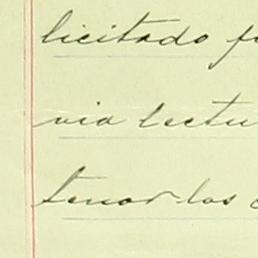 licitado f
via lectu
tenor los